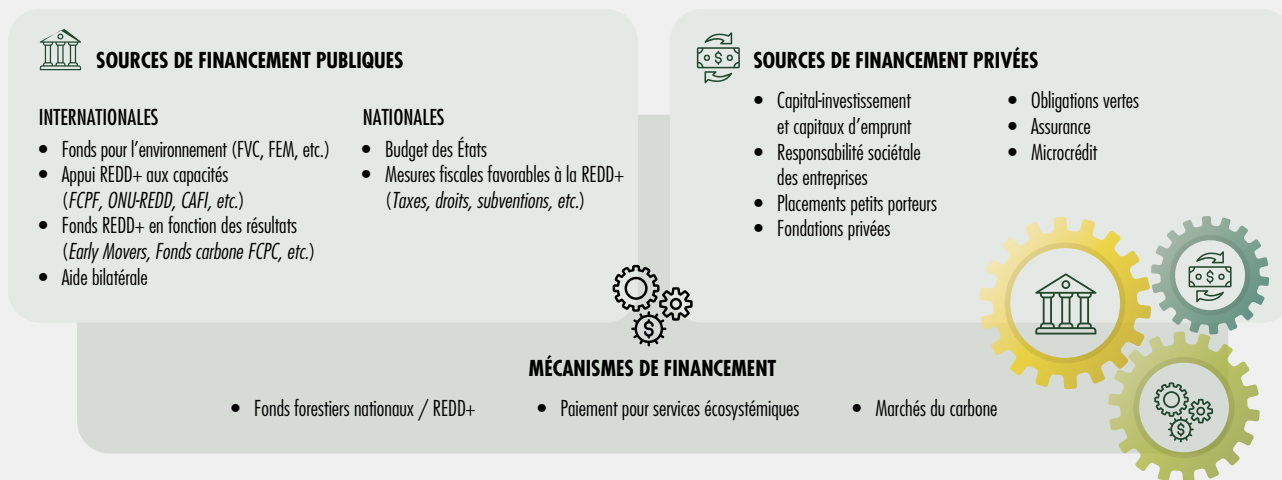 SOURCES DE FINANCEMENT PUBLIQUES
INTERNATIONALES
• Fonds pour l'environnement (FVC, FEM, etc.)
• Appui REDD+ aux capacités
(FCPF, ONU-REDD, CAFI, etc.)
• Fonds REDD+ en fonction des résultats
(Early Movers, Fonds carbone FCPC, etc.)
• Aide bilatérale
NATIONALES
• Budget des États
• Mesures fiscales favorables à la REDD+
(Taxes, droits, subventions, etc.)
SOURCES DE FINANCEMENT PRIVÉES
• Capital-investissement
et capitaux d'emprunt
• Responsabilité sociétale
des entreprises
• Placements petits porteurs
• Fondations privées
• Obligations vertes
• Assurance
• Microcrédit
MÉCANISMES DE FINANCEMENT
• Fonds forestiers nationaux / REDD+
• Paiement pour services écosystémiques
• Marchés du carbone